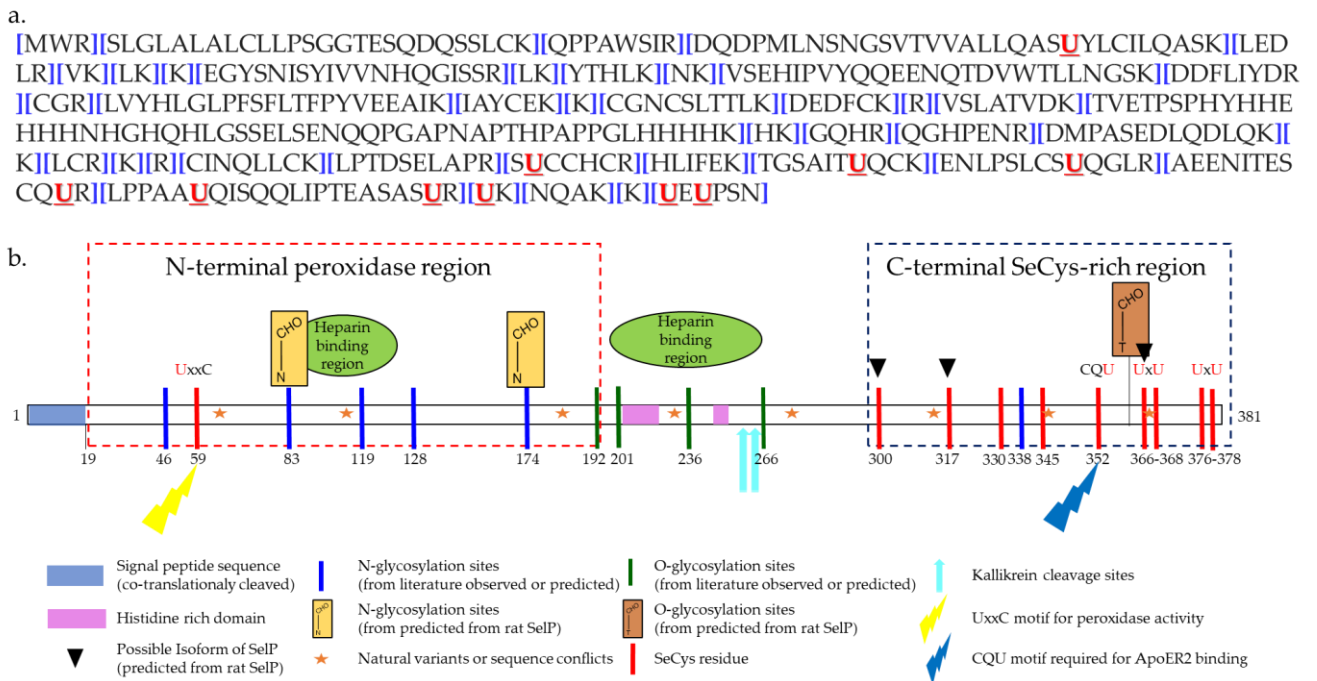 a.
[MWR][SLGLALALCLLPSGGTESQDQSSLCK][QPPAWSIR][DQDPMLNSNGSVTVVALLQASUYLCILQASK][LED
LR][VK][LK][K][EGYSNISYIVVNHQGISSR][LK][YTHLK][NK][VSEHIPVYQQEENQTDVWTLLNGSK][DDFLIYDR
][CGR][LVYHLGLPFSFLTFPYVEEAIK][IAYCEK][K][CGNCSLTTLK][DEDFCK][R][VSLATVDK][TVETPSPHYHHE
HHHNHGHQHLGSSELSENQQPGAPNAPTHPAPPGLHHHHK][HK][GQHR][QGHPENR][DMPASEDLQDLQK][
K][LCR][K][R][CINQLLCK][LPTDSELAPR][SUCCHCR][HLIFEK][TGSAITUQCK][ENLPSLCSUQGLR][AEENITES
CQUR][LPPAAUQISQQLIPTEASASUR][UK][NQAK][K][UEUPSN]
b.
N-terminal peroxidase region
C-terminal SeCys-rich region
CHO
N
Heparin
binding
region
CHO
N
Heparin
binding
region
CHO
T
UxxC
CQU
UxU
UxU
1
381
19
46
59
83
119
128
174
192
201
236
266
300
317
330
338
345
352
366-368
376-378
Signal peptide sequence
(co-translationaly cleaved)
N-glycosylation sites
(from literature observed or predicted)
O-glycosylation sites
(from literature observed or predicted)
Kallikrein cleavage sites
Histidine rich domain
CHO
N
N-glycosylation sites
(from predicted from rat SelP)
CHO
T
O-glycosylation sites
(from predicted from rat SelP)
UxxC motif for peroxidase activity
Possible Isoform of SelP
(predicted from rat SelP)
Natural variants or sequence conflicts
SeCys residue
CQU motif required for ApoER2 binding